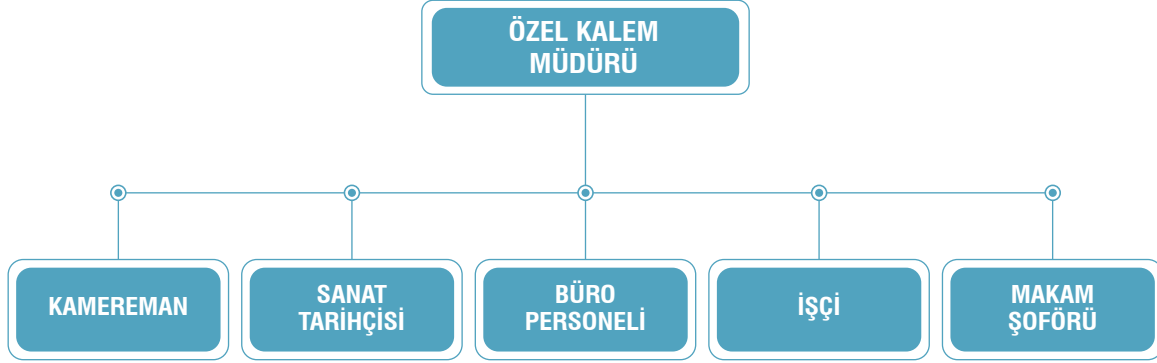 ÖZEL KALEM
MÜDÜRÜ
KAMEREMAN
SANAT
TARİHÇİSİ
BÜRO
PERSONELİ
İŞÇİ
MAKAM
ŞOFÖRÜ